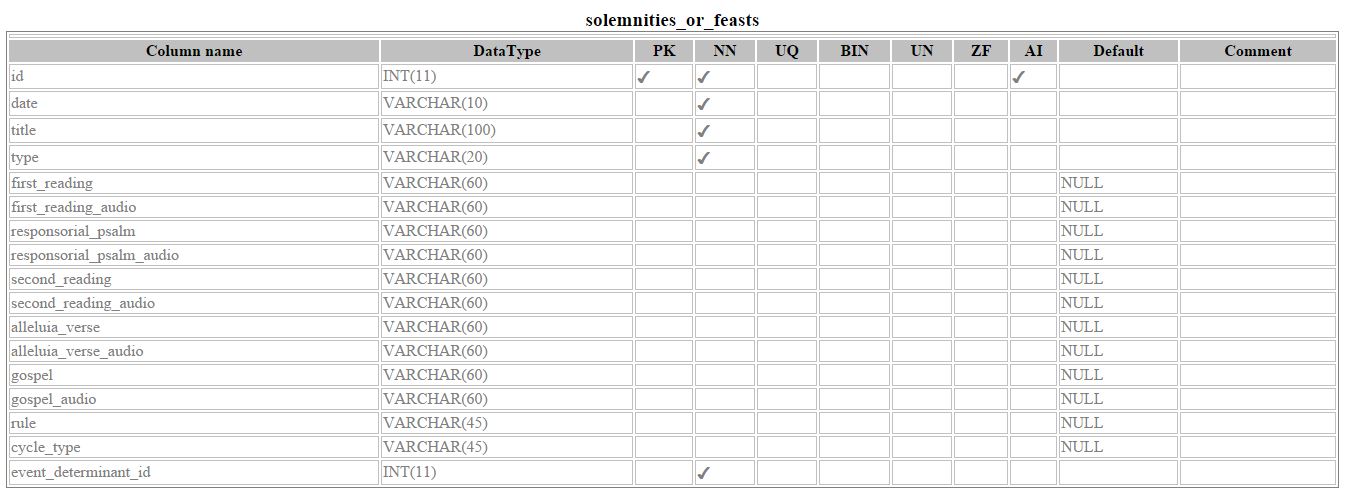 solemnities_or_feasts
Column name DataType PK NN UQ BIN UN ZF AI Default Comment
id INT(11) ✓ ✓ ✓
date VARCHAR(10) ✓
title VARCHAR(100) ✓
type VARCHAR(20) ✓
first_reading VARCHAR(60) NULL
first_reading_audio VARCHAR(60) NULL
responsorial_psalm VARCHAR(60) NULL
responsorial_psalm_audio VARCHAR(60) NULL
second_reading VARCHAR(60) NULL
second_reading_audio VARCHAR(60) NULL
alleluia_verse VARCHAR(60) NULL
alleluia_verse_audio VARCHAR(60) NULL
gospel VARCHAR(60) NULL
gospel_audio VARCHAR(60) NULL
rule VARCHAR(45) NULL
cycle_type VARCHAR(45) NULL
event_determinant_id INT(11) ✓